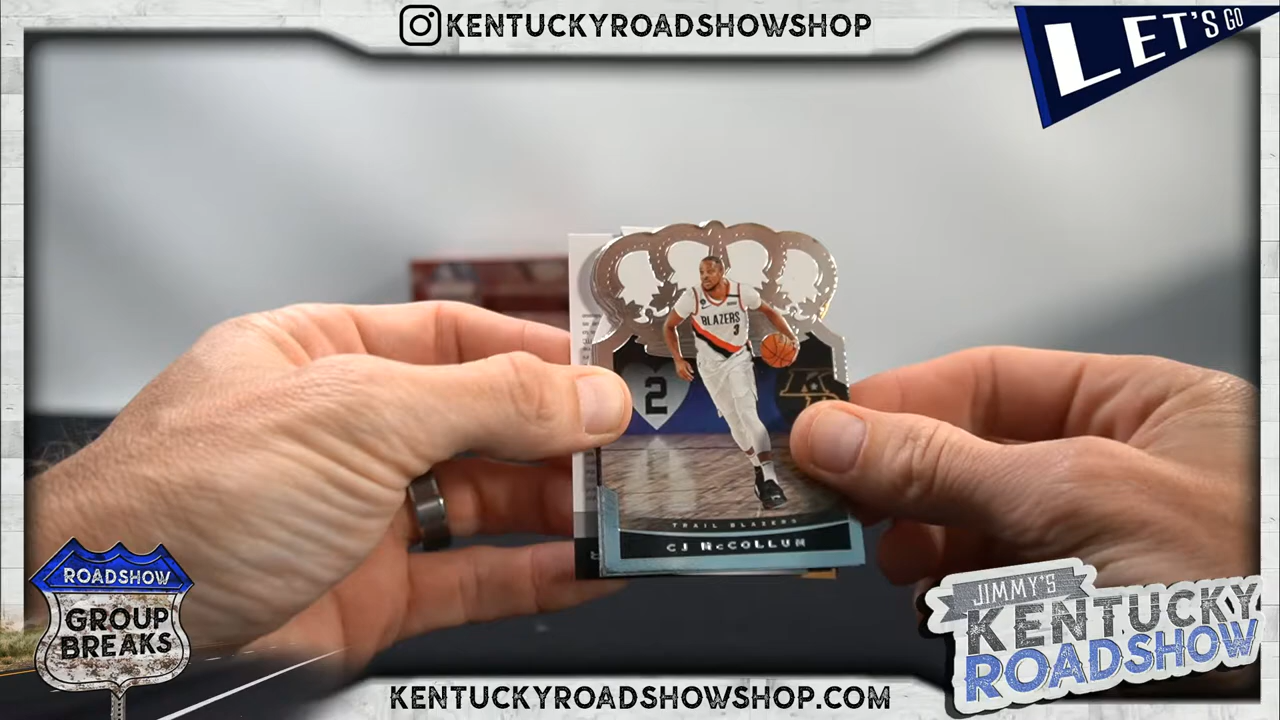 KENTUCKYROADSHOWSHOP
LET'S GO
BLAZERS
3
2
TRAIL BLAZERS
CJ McCOLLUM
ROADSHOW
GROUP
BREAKS
JIMMY'S
KENTUCKY
ROADSHOW
KENTUCKYROADSHOWSHOP.COM